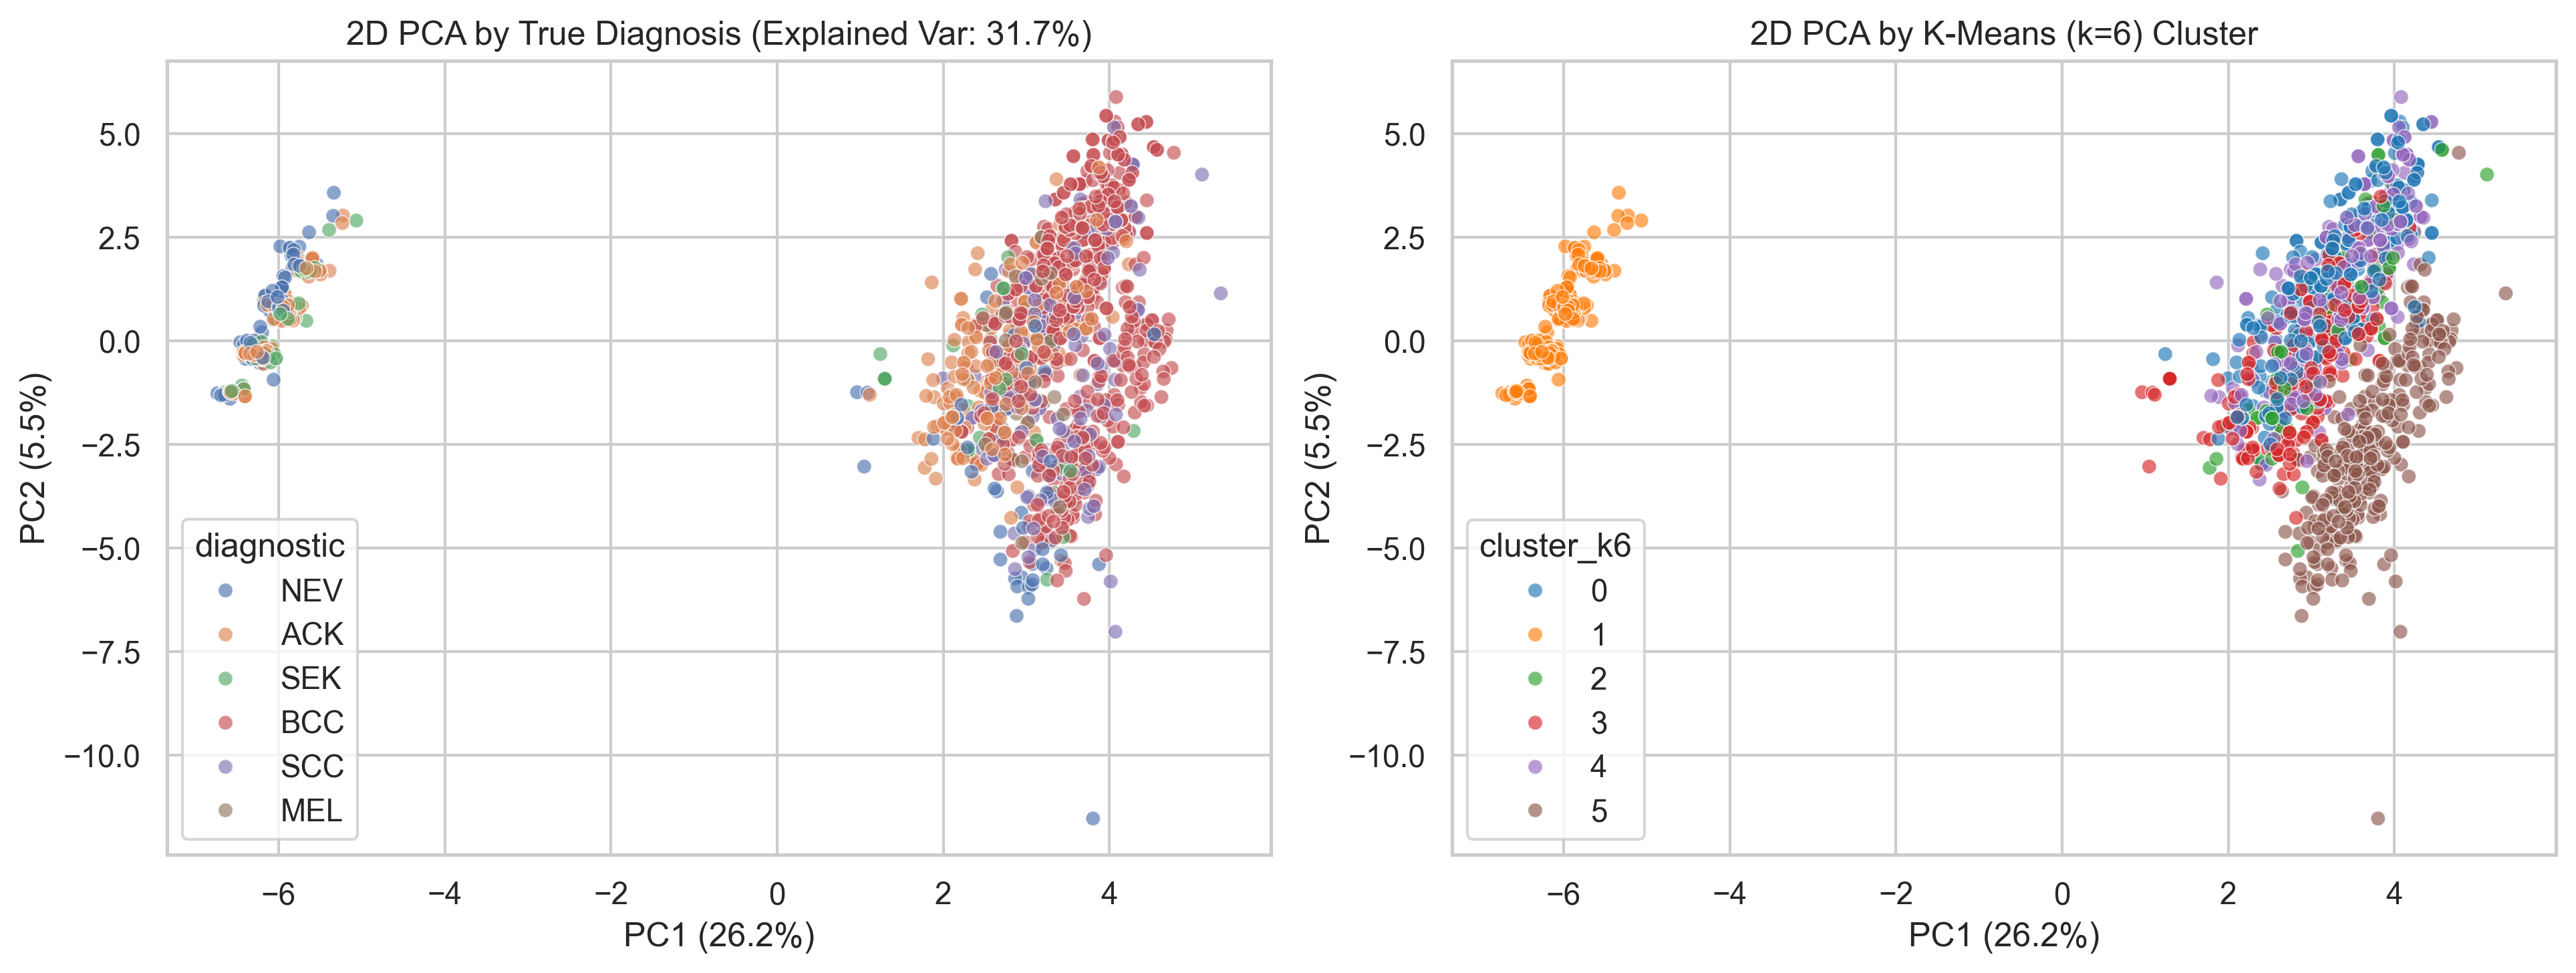 2D PCA by True Diagnosis (Explained Var: 31.7%)
5.0
2.5
0.0
−2.5
−5.0
−7.5
−10.0
PC2 (5.5%)
diagnostic
NEV
ACK
SEK
BCC
SCC
MEL
−6
−4
−2
0
2
4
PC1 (26.2%)
2D PCA by K-Means (k=6) Cluster
5.0
2.5
0.0
−2.5
−5.0
−7.5
−10.0
PC2 (5.5%)
cluster_k6
0
1
2
3
4
5
−6
−4
−2
0
2
4
PC1 (26.2%)